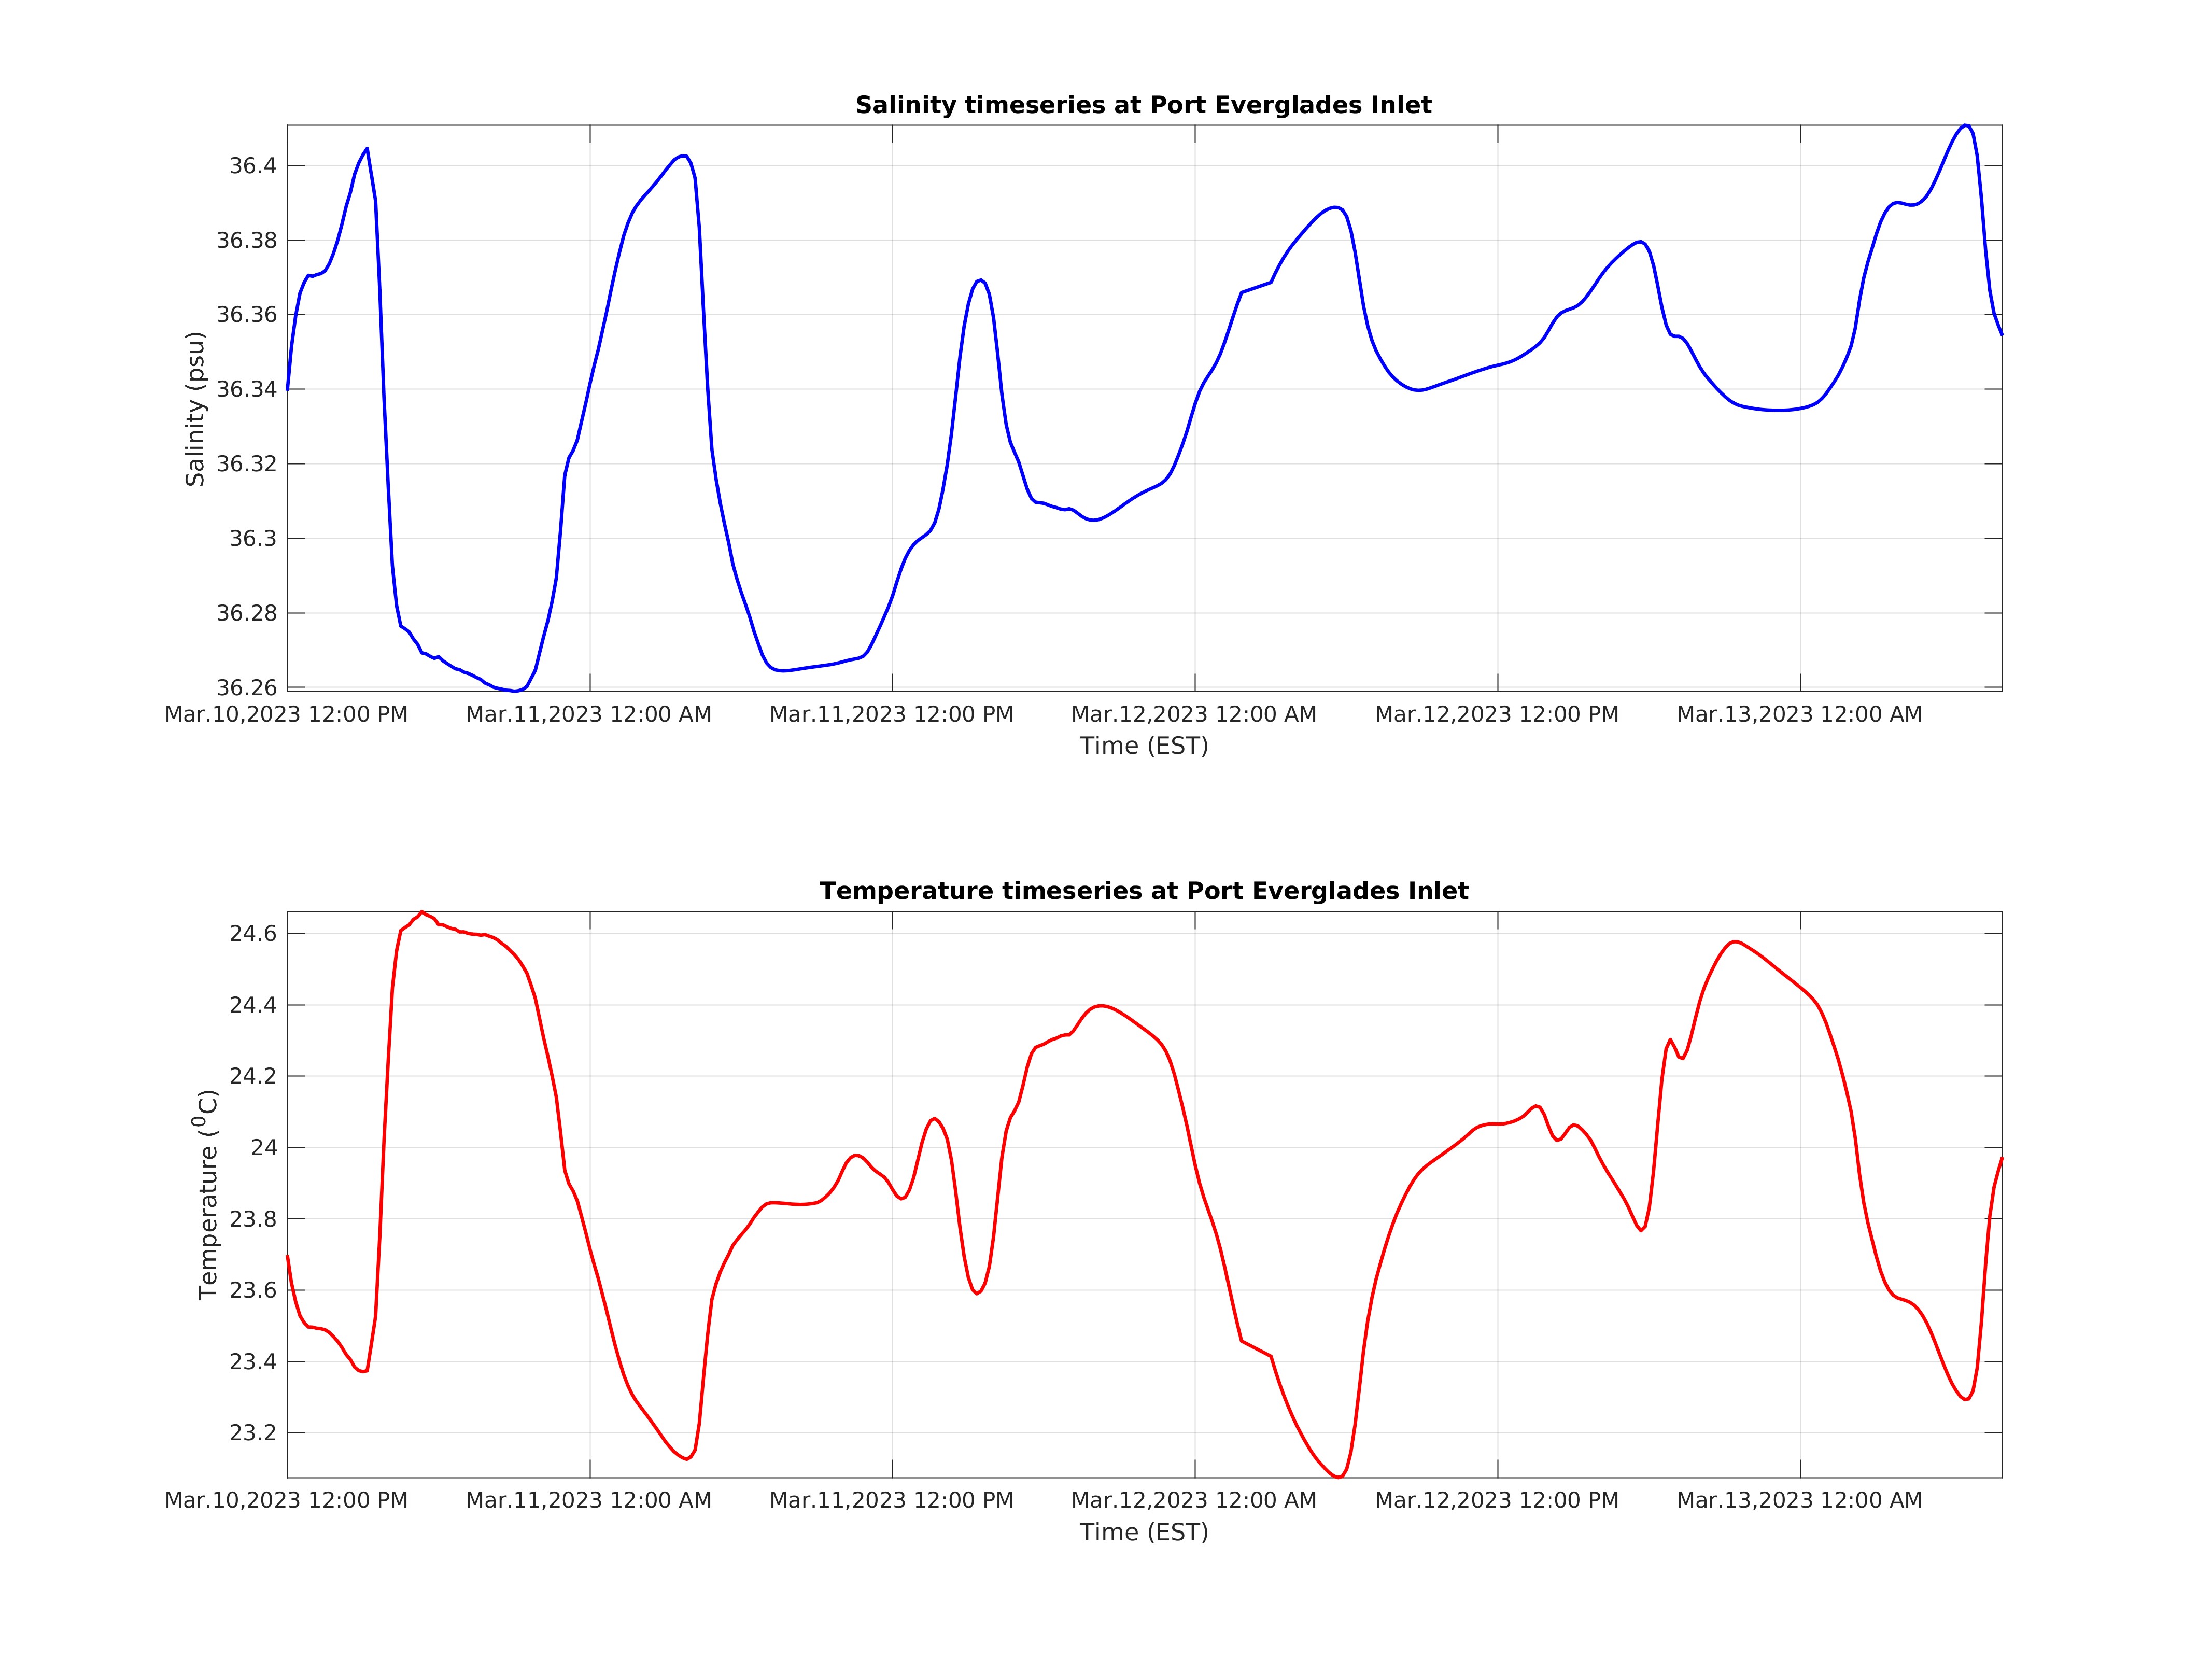 Salinity timeseries at Port Everglades Inlet
Salinity (psu)
36.4
36.38
36.36
36.34
36.32
36.3
36.28
36.26
Mar.10,2023 12:00 PM Mar.11,2023 12:00 AM Mar.11,2023 12:00 PM Mar.12,2023 12:00 AM Mar.12,2023 12:00 PM Mar.13,2023 12:00 AM
Time (EST)
Temperature timeseries at Port Everglades Inlet
Temperature (⁰C)
24.6
24.4
24.2
24
23.8
23.6
23.4
23.2
Mar.10,2023 12:00 PM Mar.11,2023 12:00 AM Mar.11,2023 12:00 PM Mar.12,2023 12:00 AM Mar.12,2023 12:00 PM Mar.13,2023 12:00 AM
Time (EST)